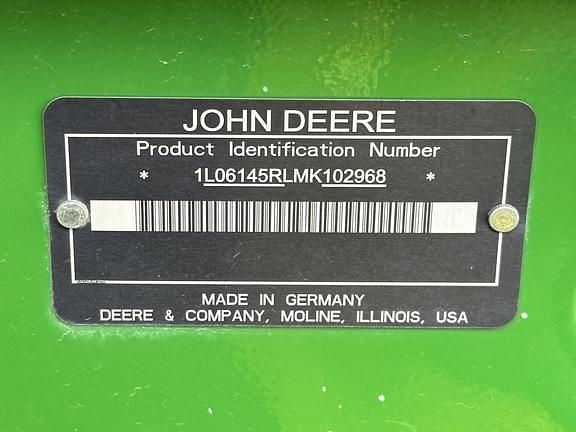 JOHN DEERE
Product Identification Number
* 1L06145RLMK102968 *
MADE IN GERMANY
DEERE & COMPANY, MOLINE, ILLINOIS, USA